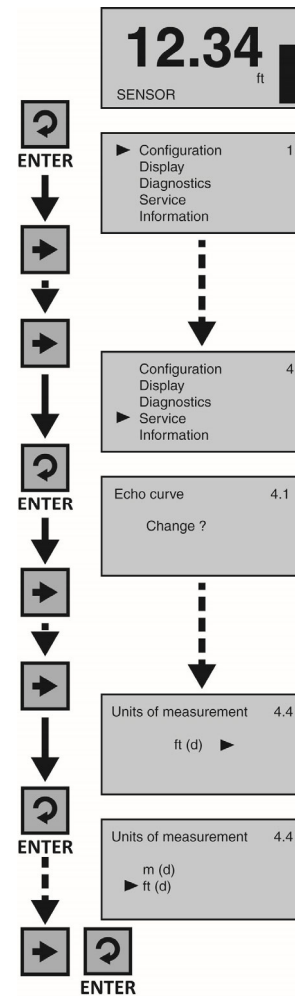 12.34
ft
SENSOR
ENTER
▶ Configuration 1
Display
Diagnostics
Service
Information
Configuration 4
Display
Diagnostics
▶ Service
Information
ENTER
Echo curve 4.1
Change ?
Units of measurement 4.4
ft (d) ▶
ENTER
Units of measurement 4.4
m (d)
▶ ft (d)
ENTER